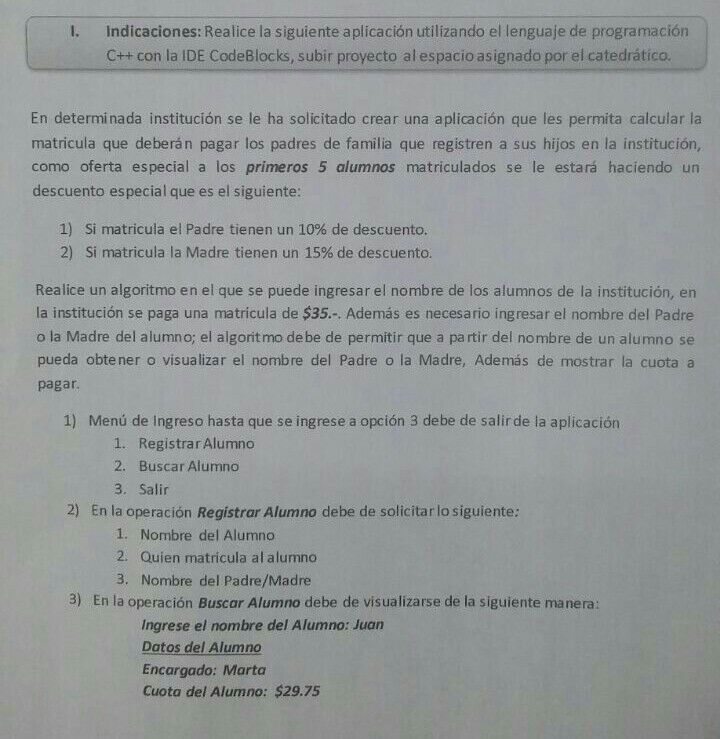 I. Indicaciones: Realice la siguiente aplicación utilizando el lenguaje de programación
C++ con la IDE CodeBlocks, subir proyecto al espacio asignado por el catedrático.
En determinada institución se le ha solicitado crear una aplicación que les permita calcular la
matricula que deberán pagar los padres de familia que registren a sus hijos en la institución,
como oferta especial a los primeros 5 alumnos matriculados se le estará haciendo un
descuento especial que es el siguiente:
1) Si matricula el Padre tienen un 10% de descuento.
2) Si matricula la Madre tienen un 15% de descuento.
Realice un algoritmo en el que se puede ingresar el nombre de los alumnos de la institución, en
la institución se paga una matricula de $35.-. Además es necesario ingresar el nombre del Padre
o la Madre del alumno; el algoritmo debe de permitir que a partir del nombre de un alumno se
pueda obtener o visualizar el nombre del Padre o la Madre, Además de mostrar la cuota a
pagar.
1) Menú de Ingreso hasta que se ingrese a opción 3 debe de salir de la aplicación
1. Registrar Alumno
2. Buscar Alumno
3. Salir
2) En la operación Registrar Alumno debe de solicitar lo siguiente:
1. Nombre del Alumno
2. Quien matricula al alumno
3. Nombre del Padre/Madre
3) En la operación Buscar Alumno debe de visualizarse de la siguiente manera:
Ingrese el nombre del Alumno: Juan
Datos del Alumno
Encargado: Marta
Cuota del Alumno: $29.75